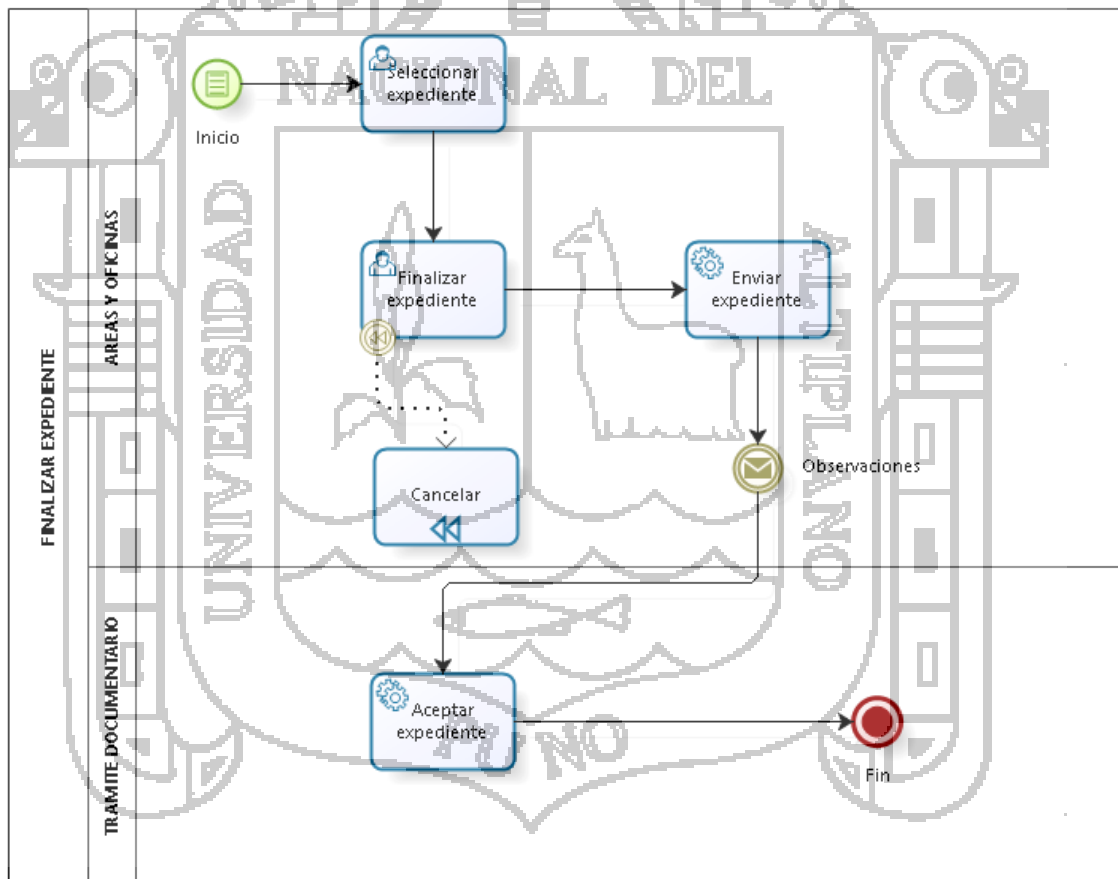 NACIONAL DEL
UNIVERSIDAD
ALTIPLANO
PUNO
FINALIZAR EXPEDIENTE
AREAS Y OFICINAS
TRAMITE DOCUMENTARIO
Inicio
Seleccionar
expediente
Finalizar
expediente
Enviar
expediente
Cancelar
Observaciones
Aceptar
expediente
Fin